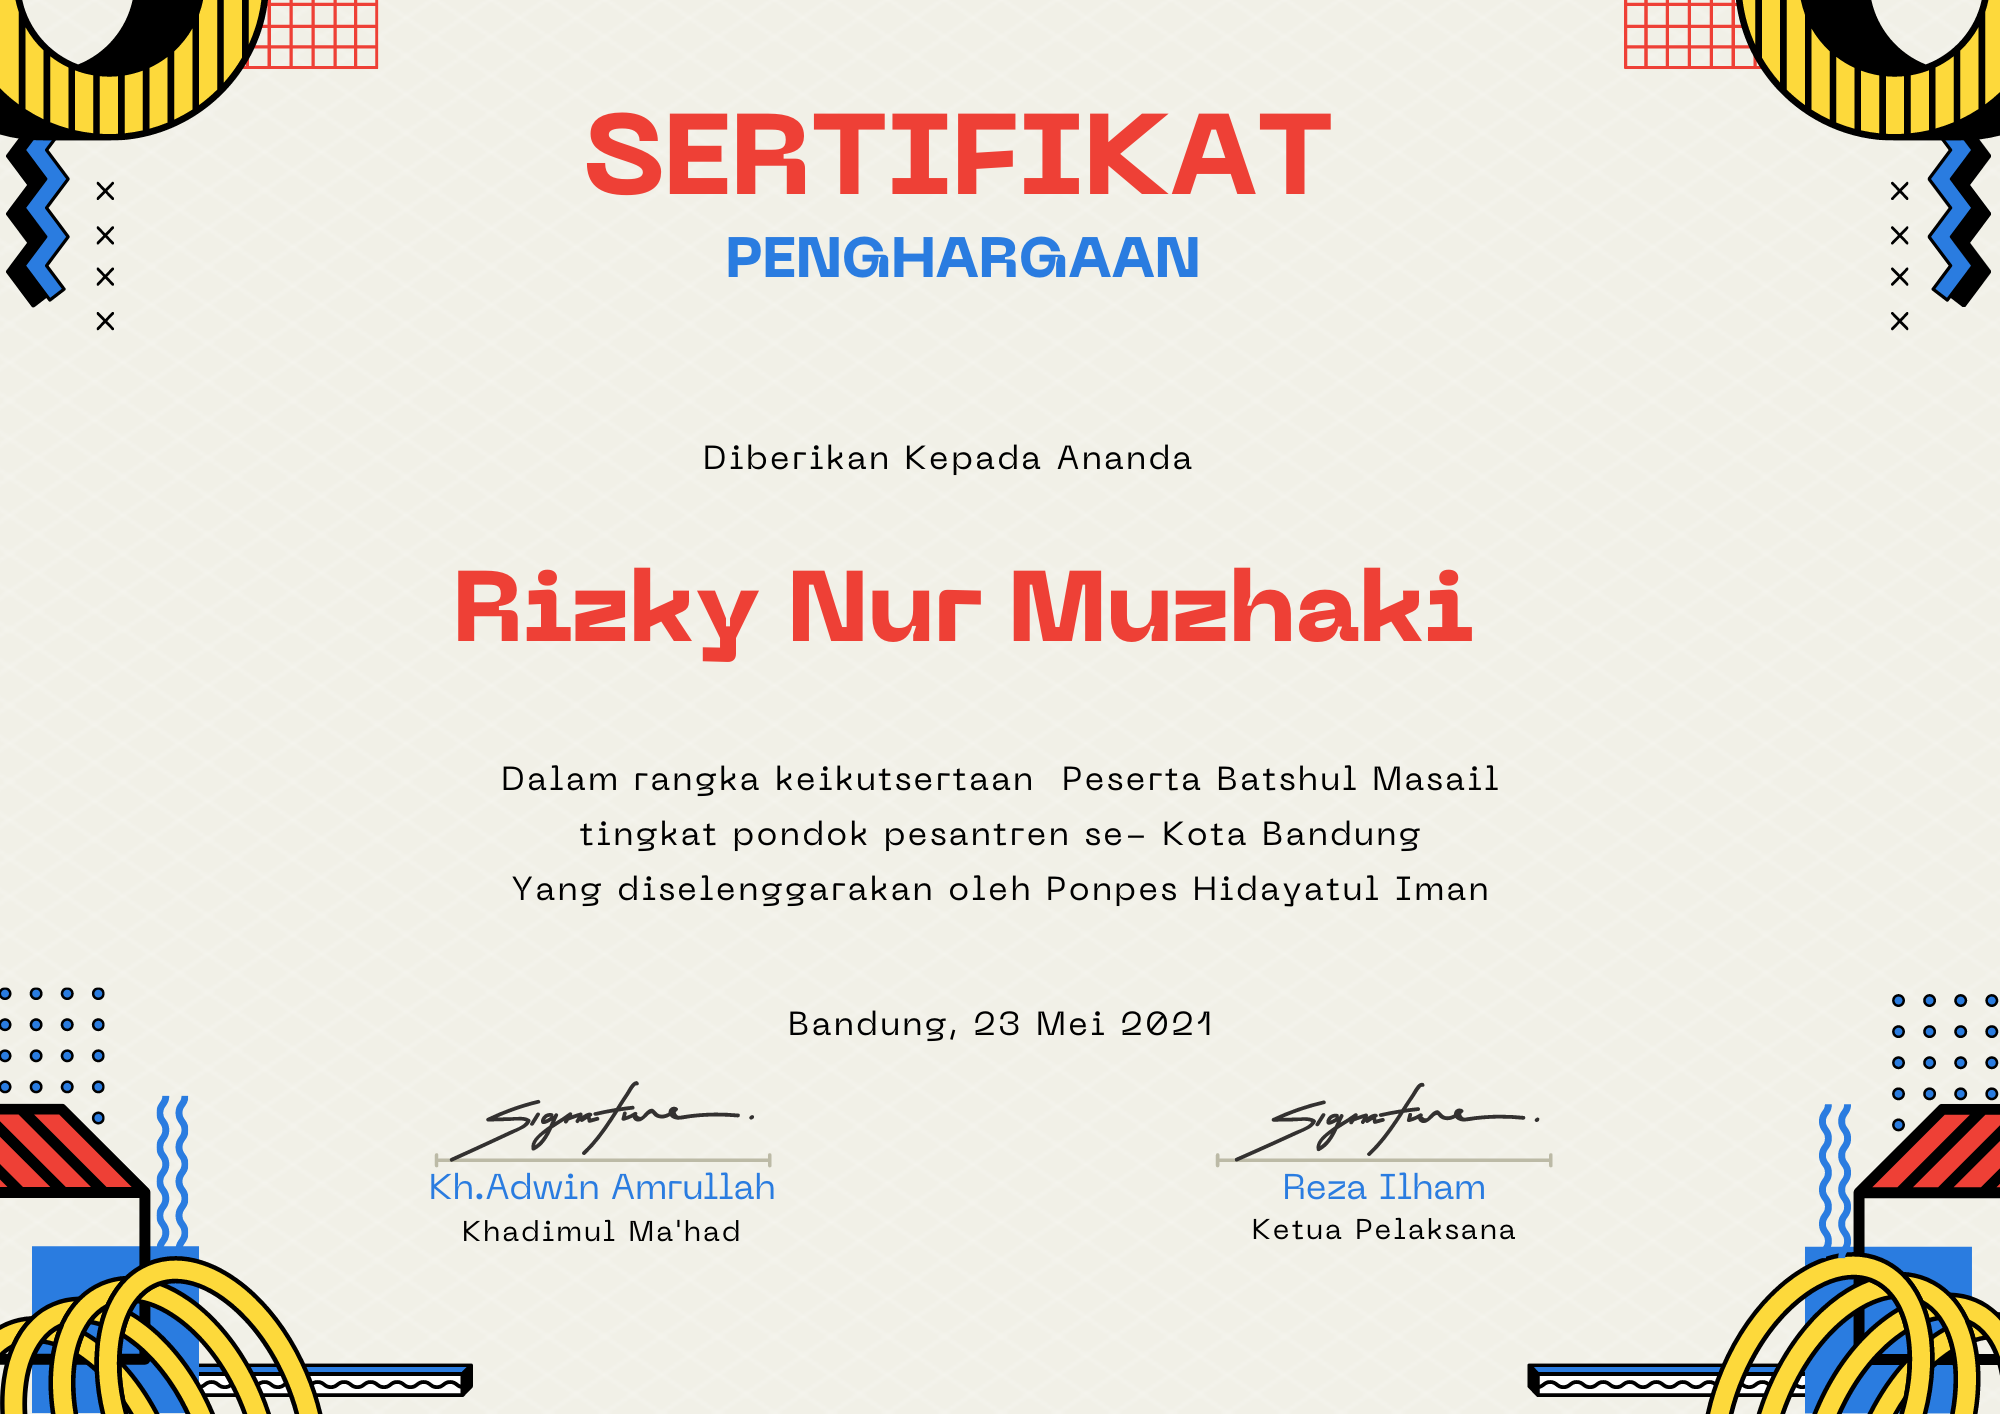 SERTIFIKAT
PENGHARGAAN
Diberikan Kepada Ananda
Rizky Nur Muzhaki
Dalam rangka keikutsertaan  Peserta Batshul Masail
tingkat pondok pesantren se- Kota Bandung
Yang diselenggarakan oleh Ponpes Hidayatul Iman
Bandung, 23 Mei 2021
Signature
Signature
Kh.Adwin Amrullah
Reza Ilham
Khadimul Ma'had
Ketua Pelaksana